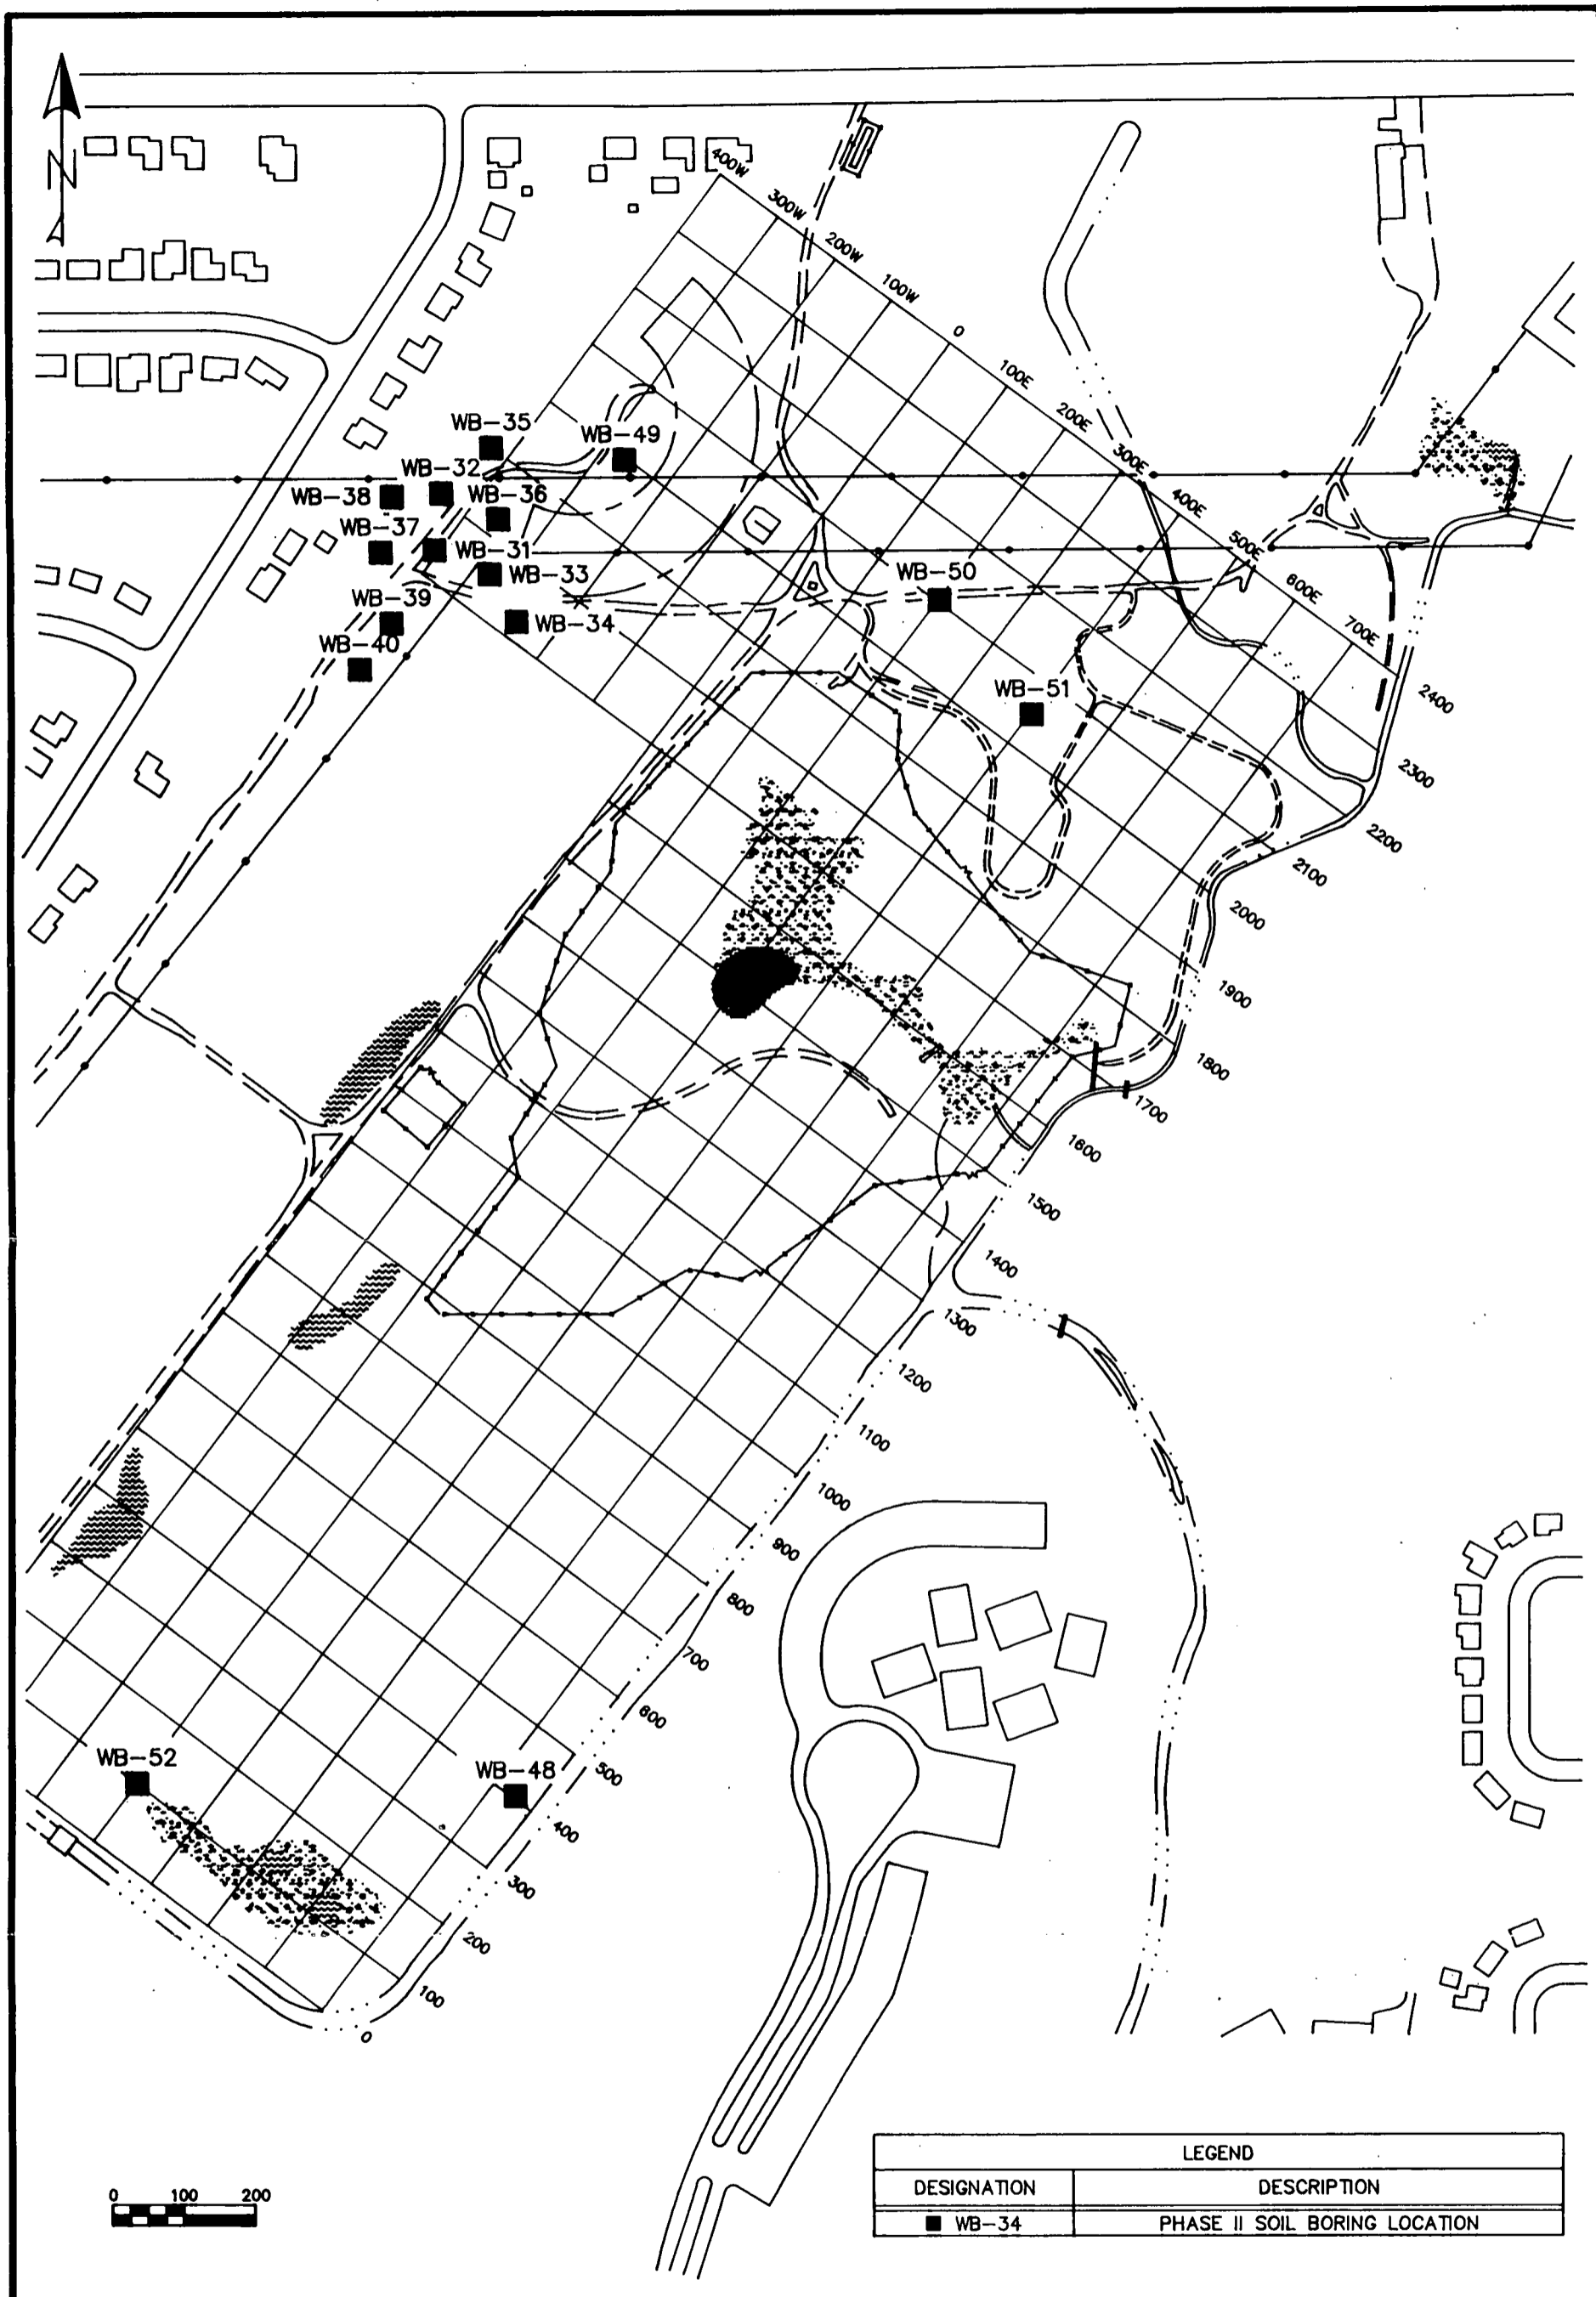 N
400W
300W
200W
100W
0
100E
200E
300E
400E
500E
600E
700E
WB-35
WB-49
WB-32
WB-38
WB-36
WB-37
WB-31
WB-33
WB-50
WB-39
WB-34
WB-40
WB-51
2400
2300
2200
2100
2000
1900
1800
1700
1600
1500
1400
1300
1200
1100
1000
900
800
700
600
500
400
300
200
100
0
WB-52
WB-48
0 100 200
LEGEND
DESIGNATION DESCRIPTION
WB-34 PHASE II SOIL BORING LOCATION